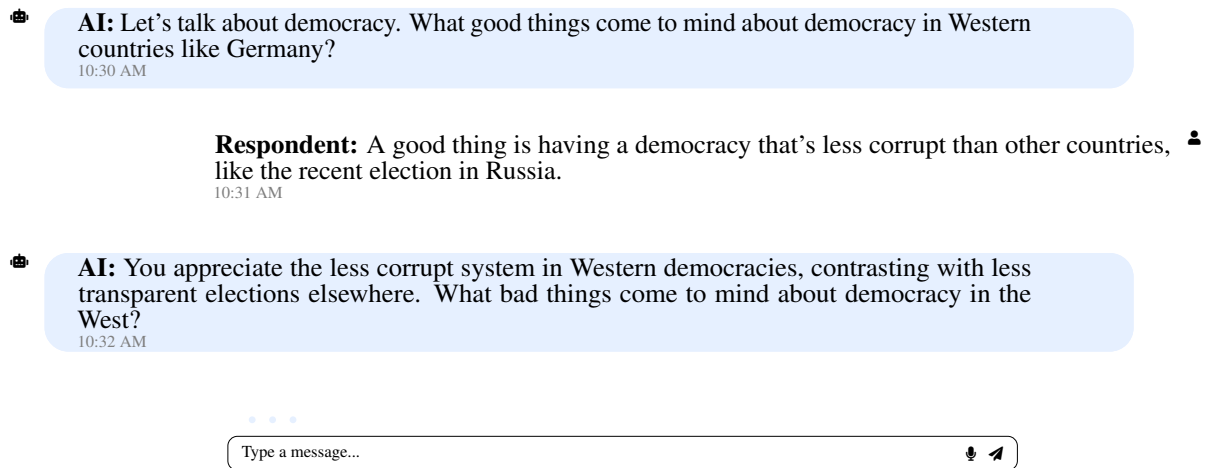 AI: Let's talk about democracy. What good things come to mind about democracy in Western
countries like Germany?
10:30 AM
Respondent: A good thing is having a democracy that's less corrupt than other countries,
like the recent election in Russia.
10:31 AM
AI: You appreciate the less corrupt system in Western democracies, contrasting with less
transparent elections elsewhere. What bad things come to mind about democracy in the
West?
10:32 AM
Type a message...